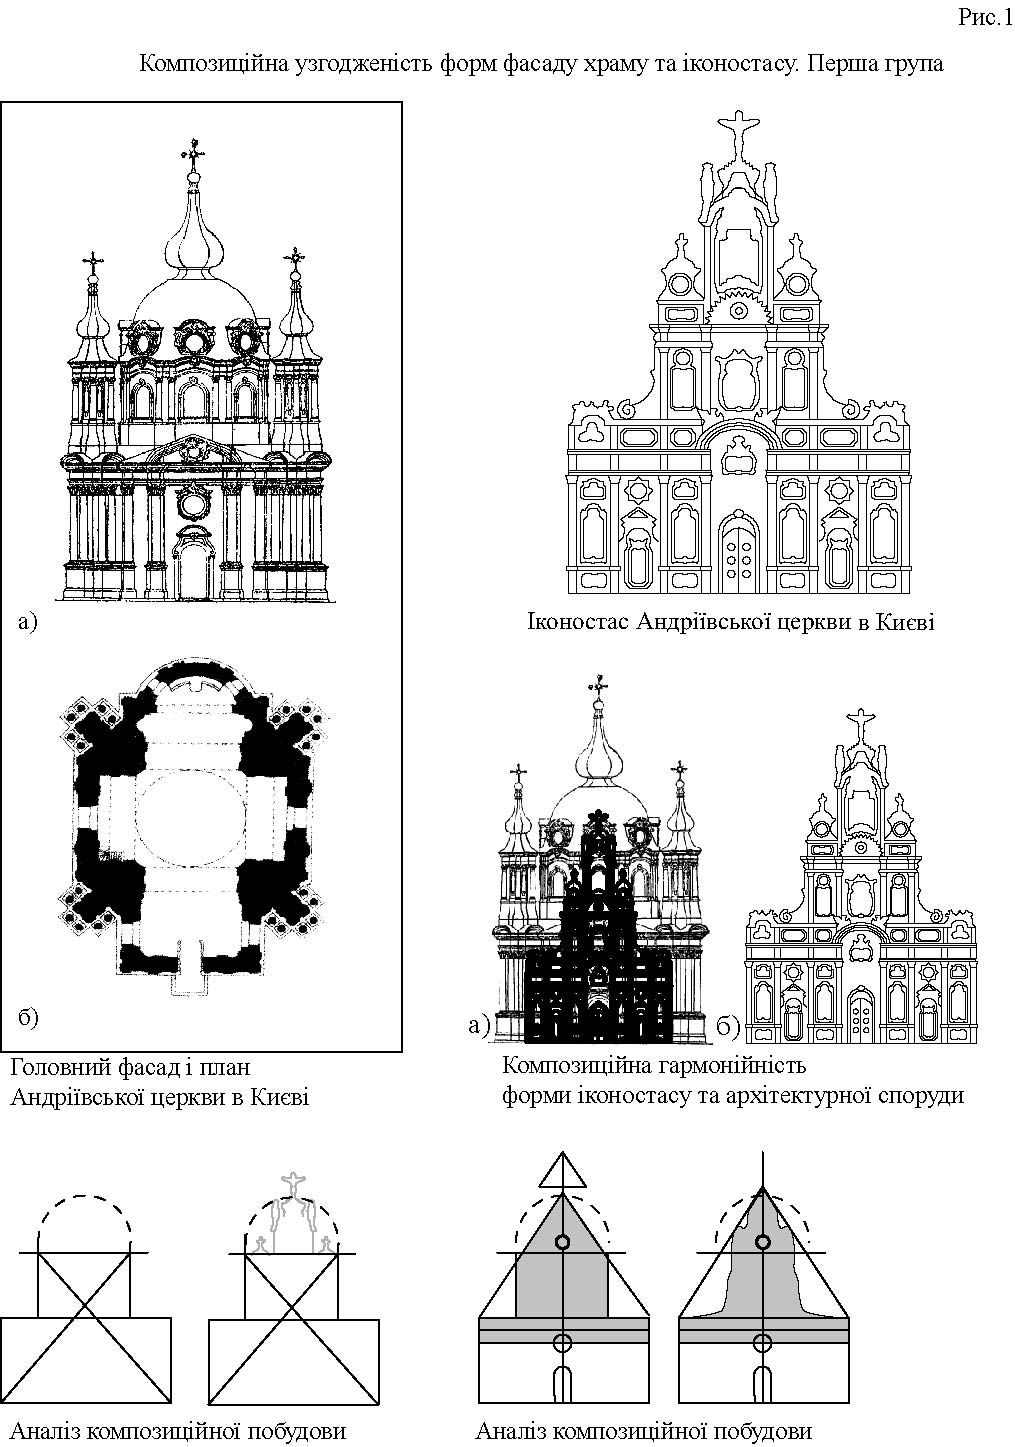 Рис.1
Композиційна узгодженість форм фасаду храму та іконостасу. Перша група
а)
Іконостас Андріївської церкви в Києві
б)
Головний фасад і план
Андріївської церкви в Києві
а)
б)
Композиційна гармонійність
форми іконостасу та архітектурної споруди
Аналіз композиційної побудови
Аналіз композиційної побудови